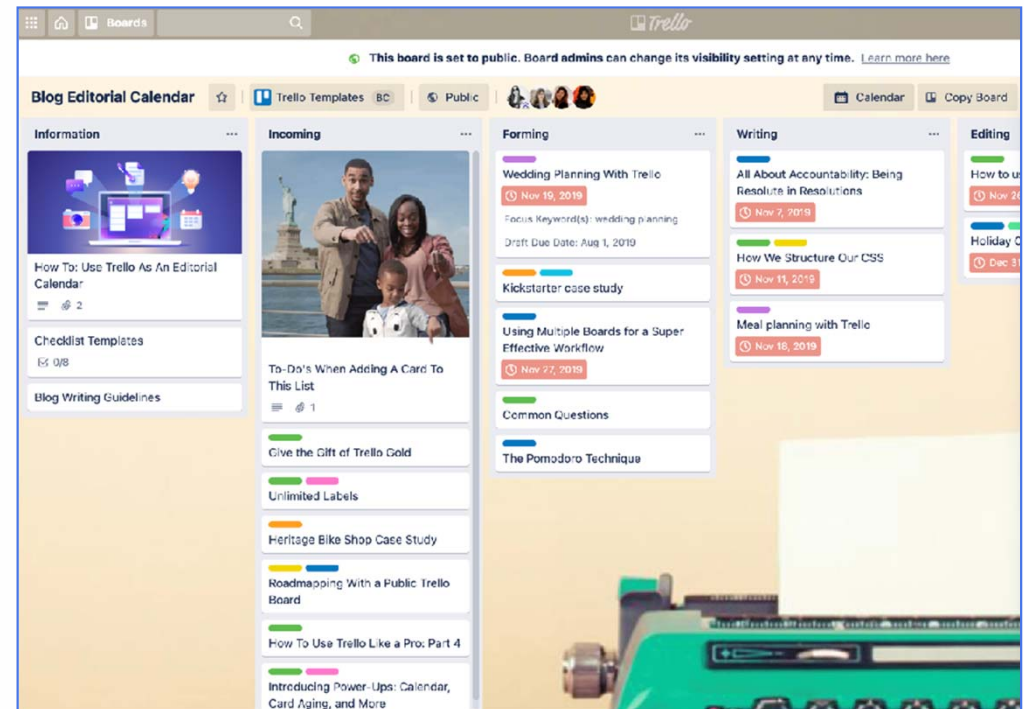 Boards
Trello
This board is set to public. Board admins can change its visibility setting at any time. Learn more here
Blog Editorial Calendar
Trello Templates BC
Public
Calendar
Copy Board
Information
How To: Use Trello As An Editorial
Calendar
2
Checklist Templates
0/8
Blog Writing Guidelines
Incoming
To-Do's When Adding A Card To
This List
1
Give the Gift of Trello Gold
Unlimited Labels
Heritage Bike Shop Case Study
Roadmapping With a Public Trello
Board
How To Use Trello Like a Pro: Part 4
Introducing Power-Ups: Calendar,
Card Aging, and More
Forming
Wedding Planning With Trello
Nov 19, 2019
Focus Keyword(s): wedding planning
Draft Due Date: Aug 1, 2019
Kickstarter case study
Using Multiple Boards for a Super
Effective Workflow
Nov 27, 2019
Common Questions
The Pomodoro Technique
Writing
All About Accountability: Being
Resolute in Resolutions
Nov 7, 2019
How We Structure Our CSS
Nov 11, 2019
Meal planning with Trello
Nov 18, 2019
Editing
How to
Nov
Holiday
Dec 31